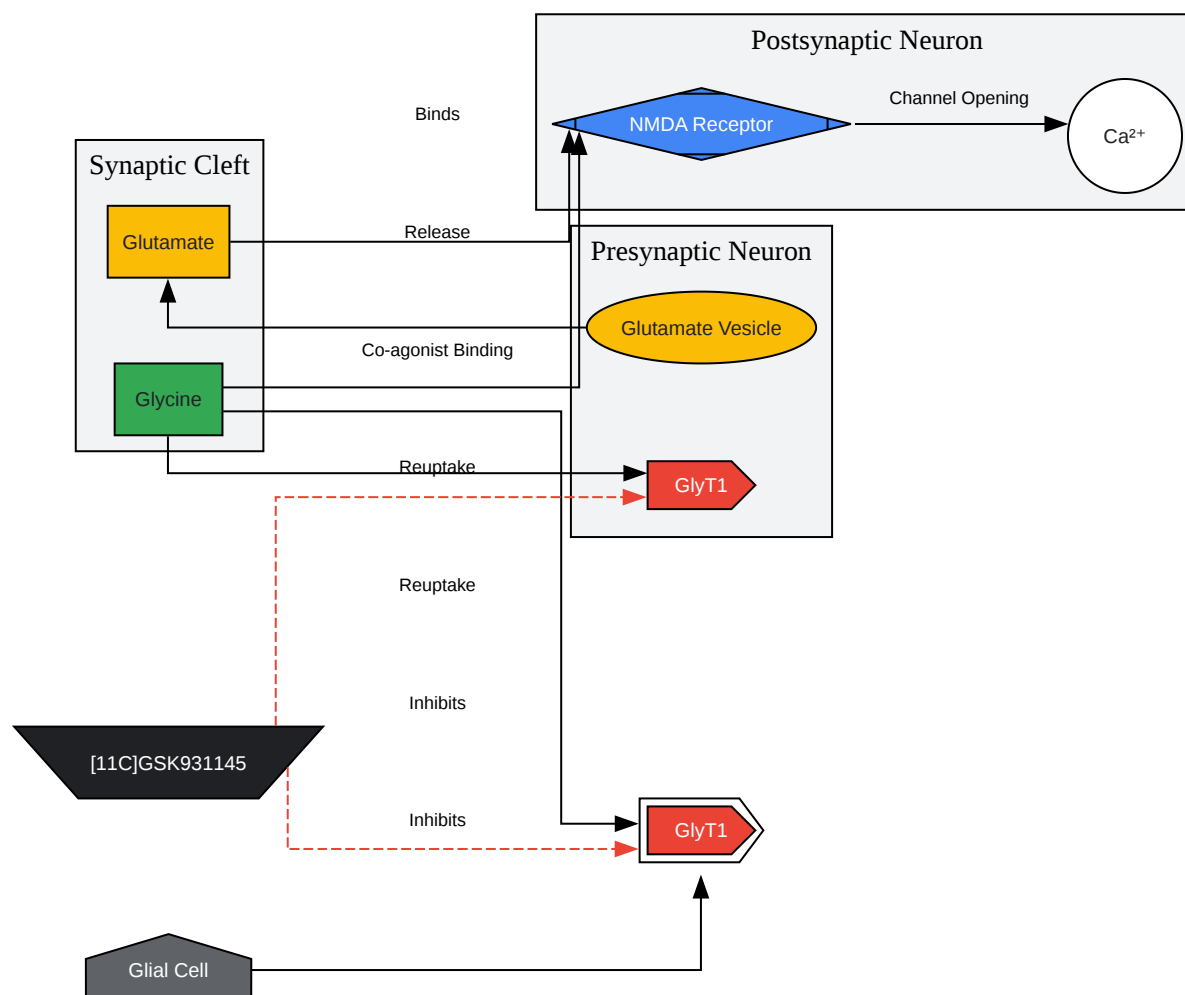 Postsynaptic Neuron
Binds
NMDA Receptor
Channel Opening
Ca²⁺
Synaptic Cleft
Glutamate
Release
Presynaptic Neuron
Glutamate Vesicle
Co-agonist Binding
Glycine
Reuptake
GlyT1
Reuptake
Inhibits
[11C]GSK931145
Inhibits
GlyT1
Glial Cell